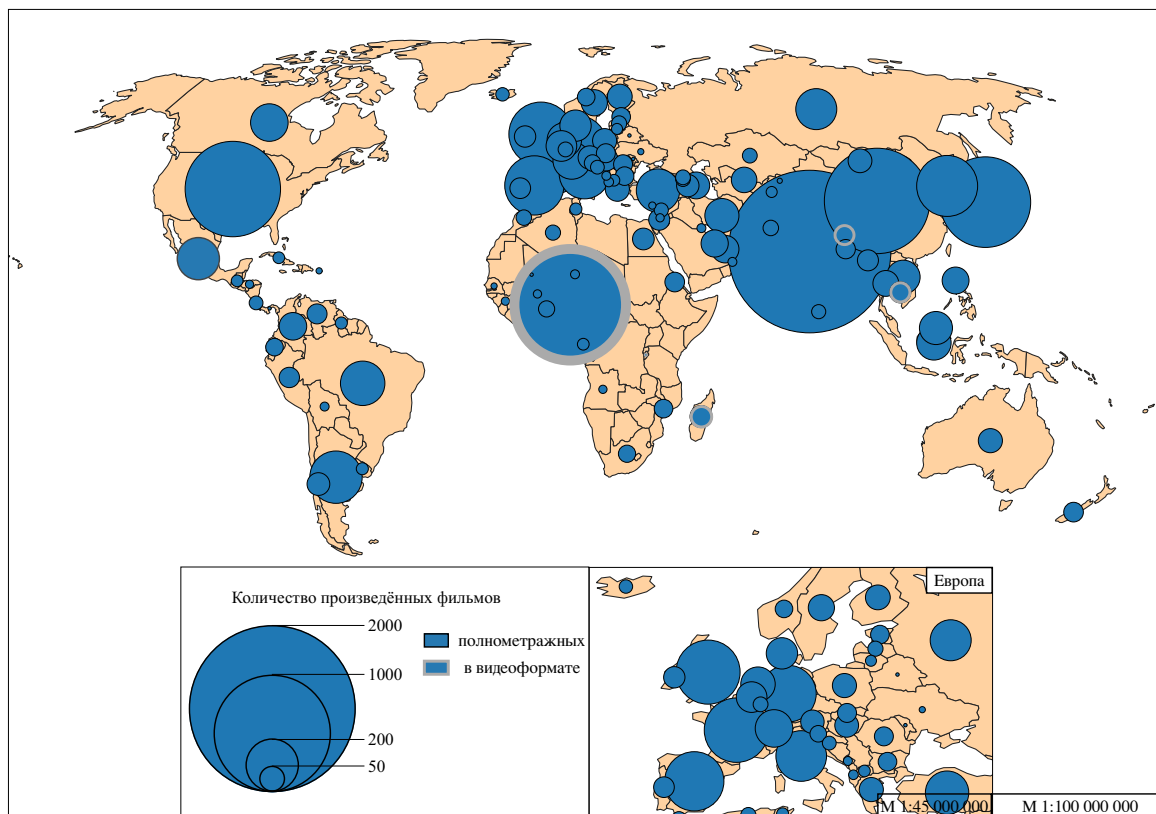 Европа
Количество произведённых фильмов
2000
1000
200
50
полнометражных
в видеоформате
М 1:45 000 000
М 1:100 000 000